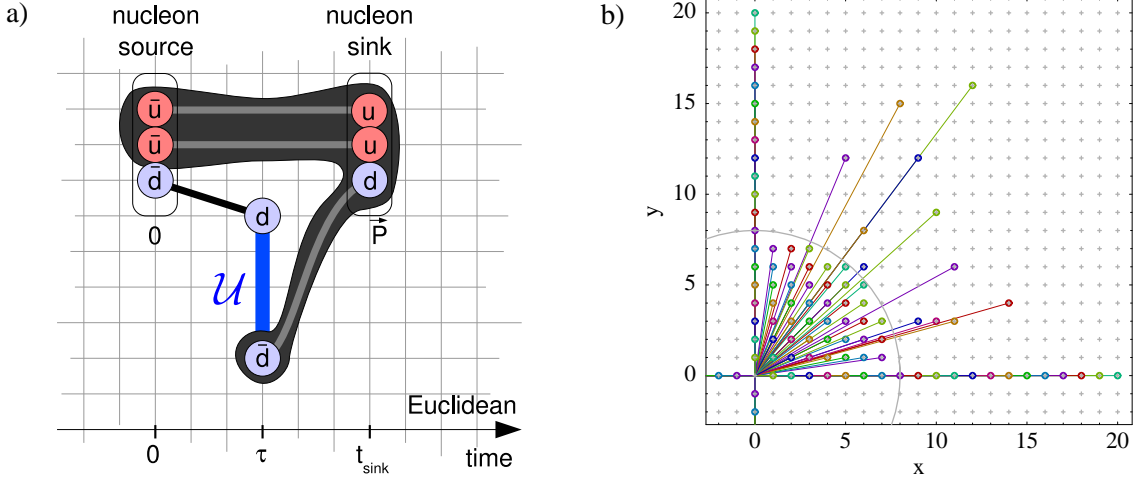 a)
nucleon
source
nucleon
sink
ū
u
ū
u
d̄
d
d
0
P⃗
𝒰
d̄
Euclidean
0
τ
t_sink
time
b)
20
15
10
5
0
y
0
5
10
15
20
x